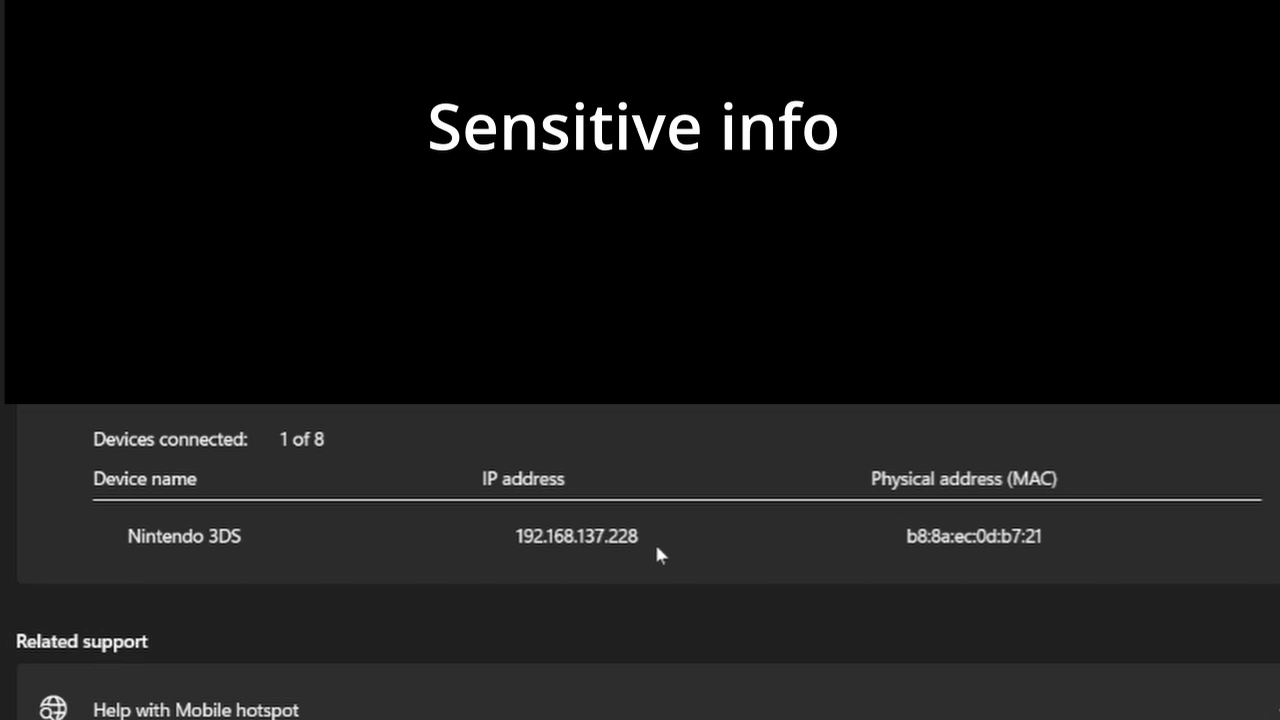 Sensitive info
Devices connected: 1 of 8
Device name IP address Physical address (MAC)
Nintendo 3DS 192.168.137.228 b8:8a:ec:0d:b7:21
Related support
Help with Mobile hotspot